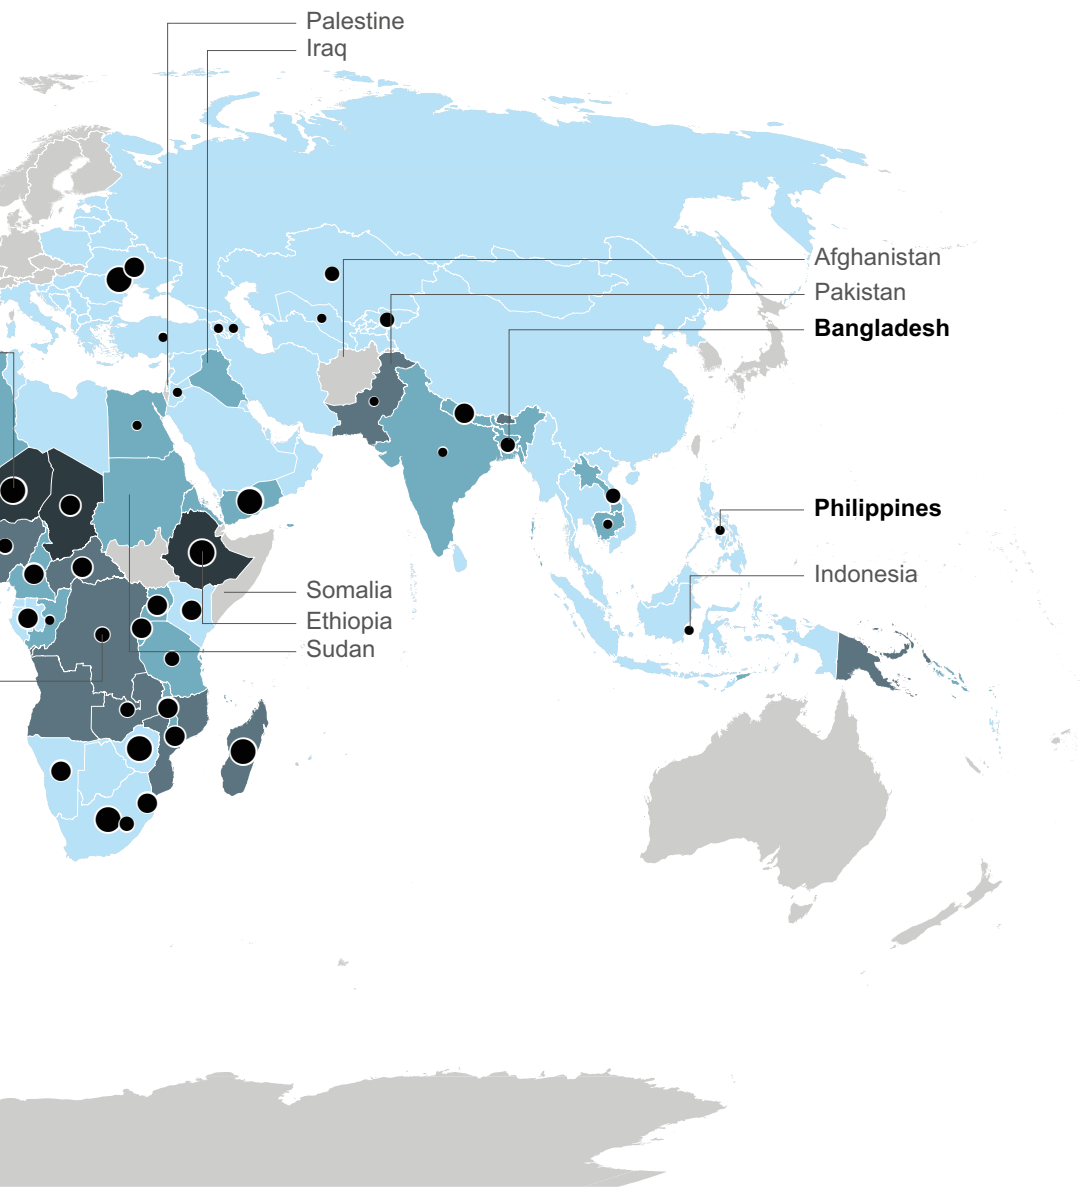 Palestine
Iraq
Afghanistan
Pakistan
Bangladesh
Philippines
Indonesia
Somalia
Ethiopia
Sudan